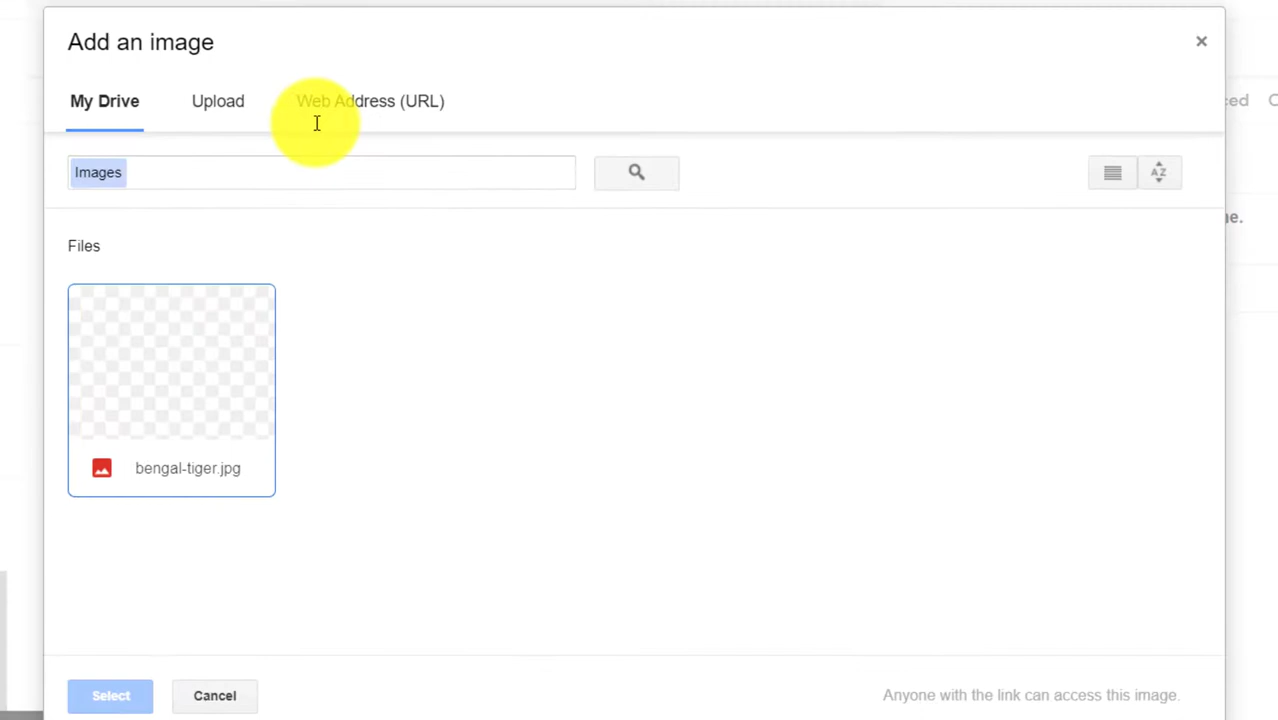 Add an image
×
My Drive Upload Web Address (URL)
Images
AZ
Files
bengal-tiger.jpg
Select Cancel Anyone with the link can access this image.